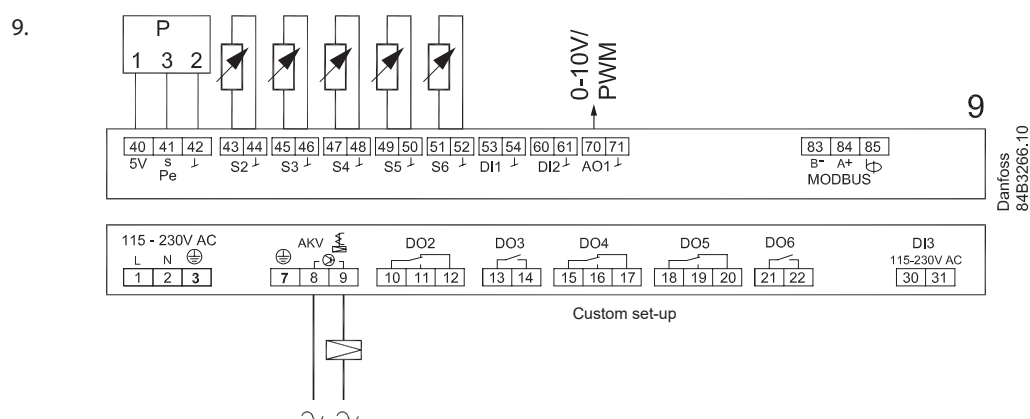 9.
P
1 3 2
0-10V/
PWM
9
40 41 42 43 44 45 46 47 48 49 50 51 52 53 54 60 61 70 71 83 84 85
5V s ⊥ S2 ⊥ S3 ⊥ S4 ⊥ S5 ⊥ S6 ⊥ DI1 ⊥ DI2 ⊥ AO1 ⊥ B- A+
Pe MODBUS
Danfoss
84B3266.10
115 - 230V AC AKV DO2 DO3 DO4 DO5 DO6 DI3
L N 115-230V AC
1 2 3 7 8 9 10 11 12 13 14 15 16 17 18 19 20 21 22 30 31
Custom set-up